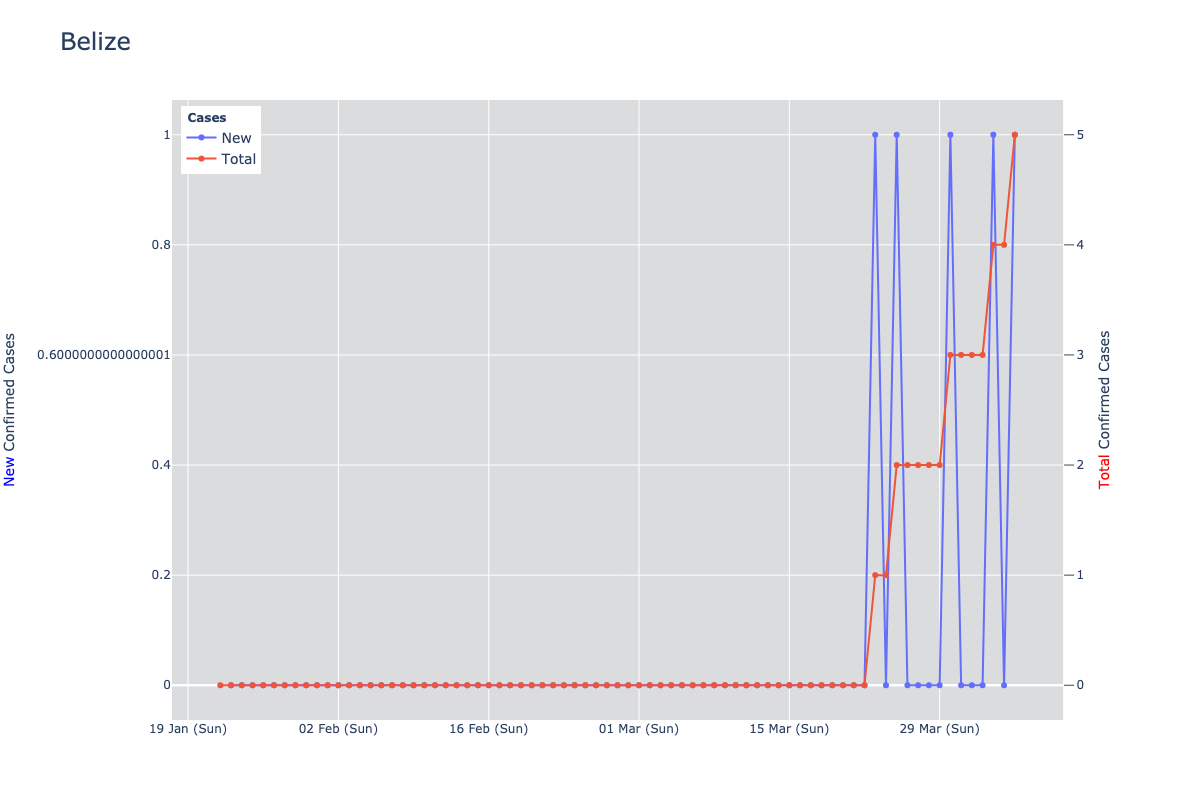 Belize
Cases
New
Total
1
0.8
0.6000000000000001
0.4
0.2
0
5
4
3
2
1
0
New Confirmed Cases
Total Confirmed Cases
19 Jan (Sun)
02 Feb (Sun)
16 Feb (Sun)
01 Mar (Sun)
15 Mar (Sun)
29 Mar (Sun)